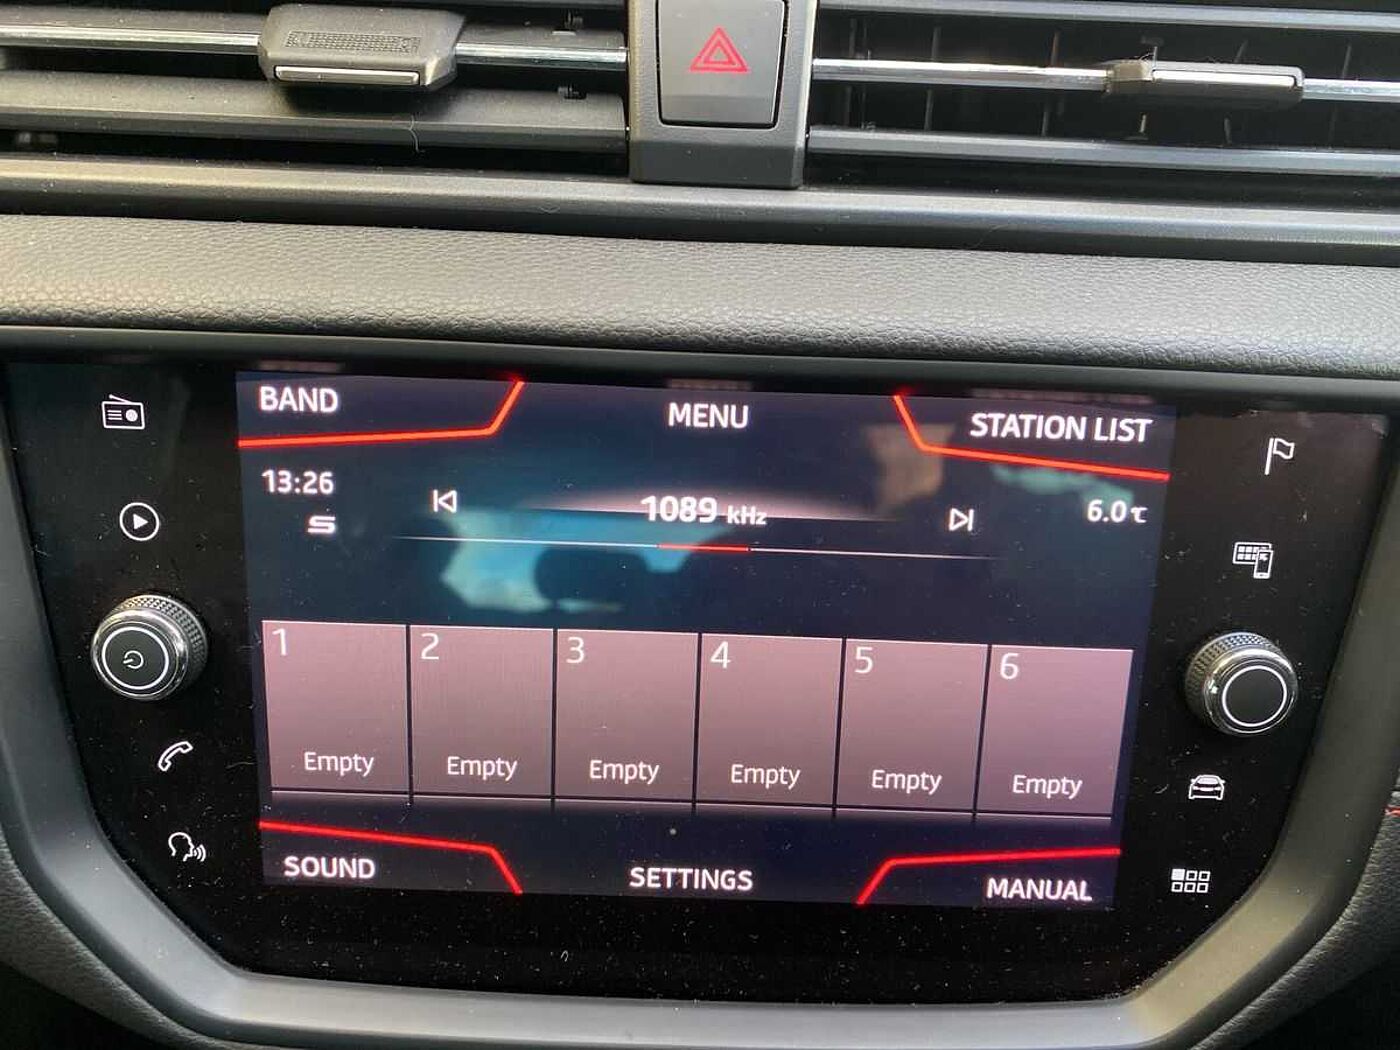 BAND
MENU
STATION LIST
13:26
1089 kHz
6.0℃
1
2
3
4
5
6
Empty
Empty
Empty
Empty
Empty
Empty
SOUND
SETTINGS
MANUAL